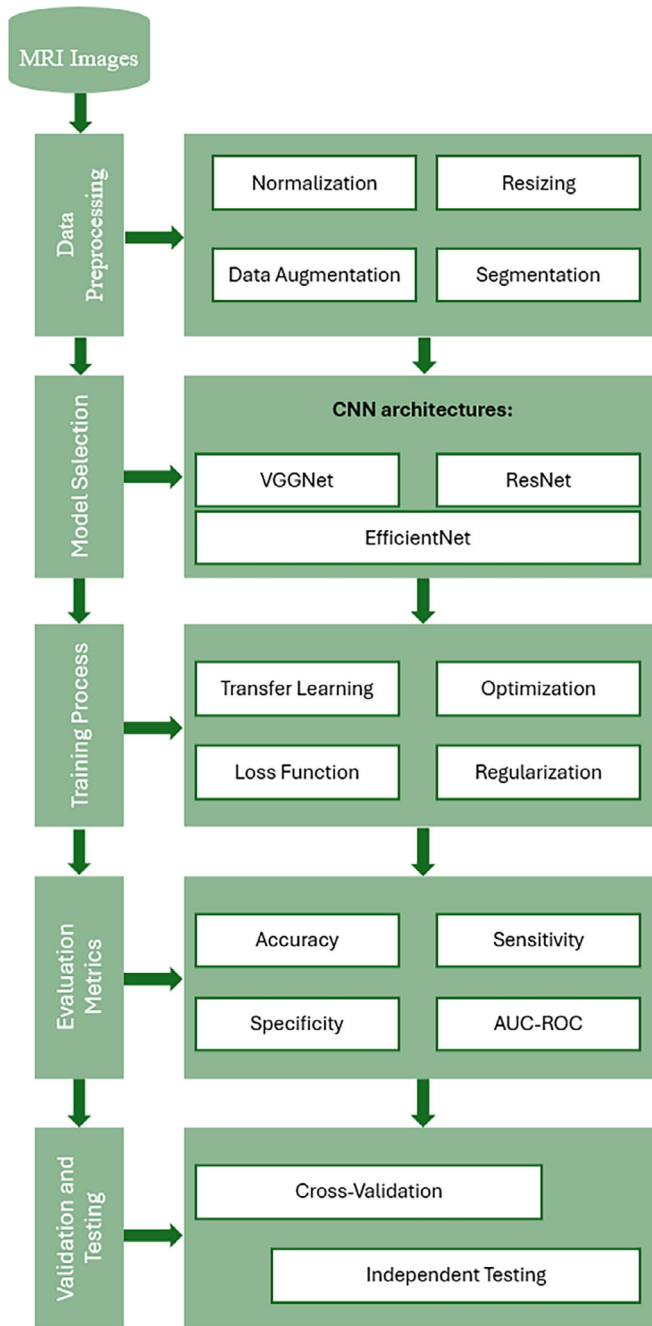 MRI Images
Data
Preprocessing
Normalization
Resizing
Data Augmentation
Segmentation
Model Selection
CNN architectures:
VGGNet
ResNet
EfficientNet
Training Process
Transfer Learning
Optimization
Loss Function
Regularization
Evaluation
Metrics
Accuracy
Sensitivity
Specificity
AUC-ROC
Validation and
Testing
Cross-Validation
Independent Testing